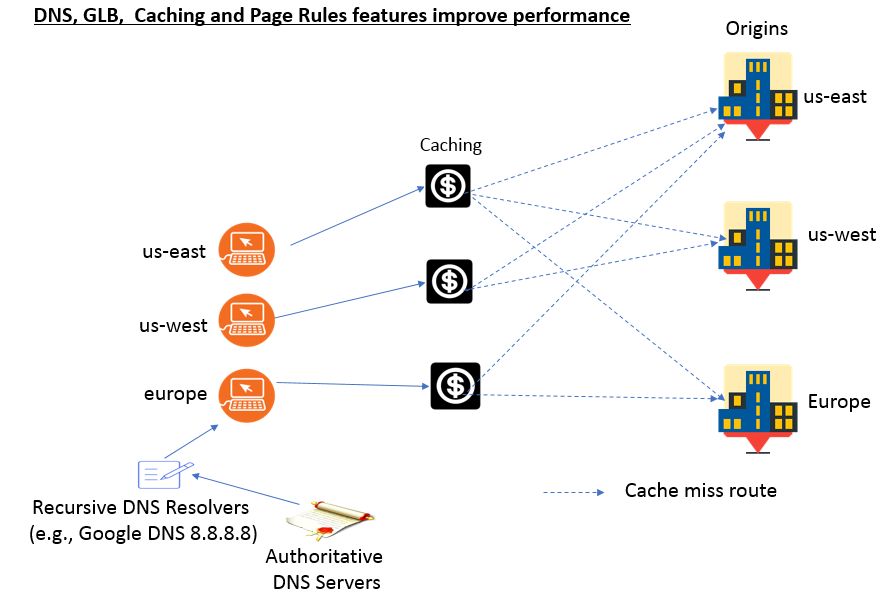 DNS, GLB, Caching and Page Rules features improve performance
Origins
us-east
Caching
us-east
us-west
us-west
europe
Europe
Recursive DNS Resolvers
(e.g., Google DNS 8.8.8.8)
Authoritative
DNS Servers
Cache miss route